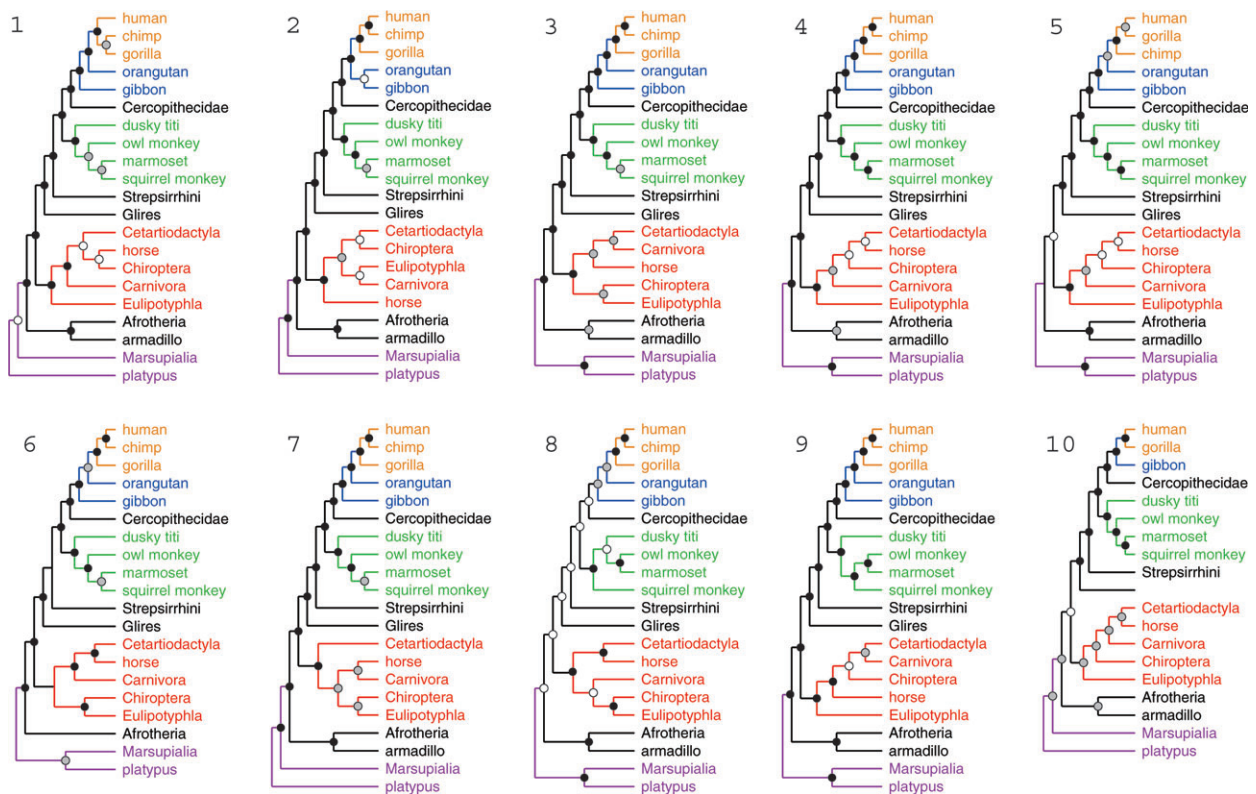 1
human
chimp
gorilla
orangutan
gibbon
Cercopithecidae
dusky titi
owl monkey
marmoset
squirrel monkey
Strepsirrhini
Glires
Cetartiodactyla
horse
Chiroptera
Carnivora
Eulipotyphla
Afrotheria
armadillo
Marsupialia
platypus
2
human
chimp
gorilla
orangutan
gibbon
Cercopithecidae
dusky titi
owl monkey
marmoset
squirrel monkey
Strepsirrhini
Glires
Cetartiodactyla
Chiroptera
Eulipotyphla
Carnivora
horse
Afrotheria
armadillo
Marsupialia
platypus
3
human
chimp
gorilla
orangutan
gibbon
Cercopithecidae
dusky titi
owl monkey
marmoset
squirrel monkey
Strepsirrhini
Glires
Cetartiodactyla
Carnivora
horse
Chiroptera
Eulipotyphla
Afrotheria
armadillo
Marsupialia
platypus
4
human
chimp
gorilla
orangutan
gibbon
Cercopithecidae
dusky titi
owl monkey
marmoset
squirrel monkey
Strepsirrhini
Glires
Cetartiodactyla
horse
Chiroptera
Carnivora
Eulipotyphla
Afrotheria
armadillo
Marsupialia
platypus
5
human
gorilla
chimp
orangutan
gibbon
Cercopithecidae
dusky titi
owl monkey
marmoset
squirrel monkey
Strepsirrhini
Glires
Cetartiodactyla
horse
Chiroptera
Carnivora
Eulipotyphla
Afrotheria
armadillo
Marsupialia
platypus
6
human
chimp
gorilla
orangutan
gibbon
Cercopithecidae
dusky titi
owl monkey
marmoset
squirrel monkey
Strepsirrhini
Glires
Cetartiodactyla
horse
Carnivora
Chiroptera
Eulipotyphla
Afrotheria
Marsupialia
platypus
7
human
chimp
gorilla
orangutan
gibbon
Cercopithecidae
dusky titi
owl monkey
marmoset
squirrel monkey
Strepsirrhini
Glires
Cetartiodactyla
horse
Carnivora
Chiroptera
Eulipotyphla
Afrotheria
armadillo
Marsupialia
platypus
8
human
chimp
gorilla
orangutan
gibbon
Cercopithecidae
dusky titi
owl monkey
marmoset
squirrel monkey
Strepsirrhini
Glires
Cetartiodactyla
horse
Carnivora
Chiroptera
Eulipotyphla
Afrotheria
armadillo
Marsupialia
platypus
9
human
chimp
gorilla
orangutan
gibbon
Cercopithecidae
dusky titi
owl monkey
marmoset
squirrel monkey
Strepsirrhini
Glires
Cetartiodactyla
Carnivora
Chiroptera
horse
Eulipotyphla
Afrotheria
armadillo
Marsupialia
platypus
10
human
gorilla
gibbon
Cercopithecidae
dusky titi
owl monkey
marmoset
squirrel monkey
Strepsirrhini
Cetartiodactyla
horse
Carnivora
Chiroptera
Eulipotyphla
Afrotheria
armadillo
Marsupialia
platypus